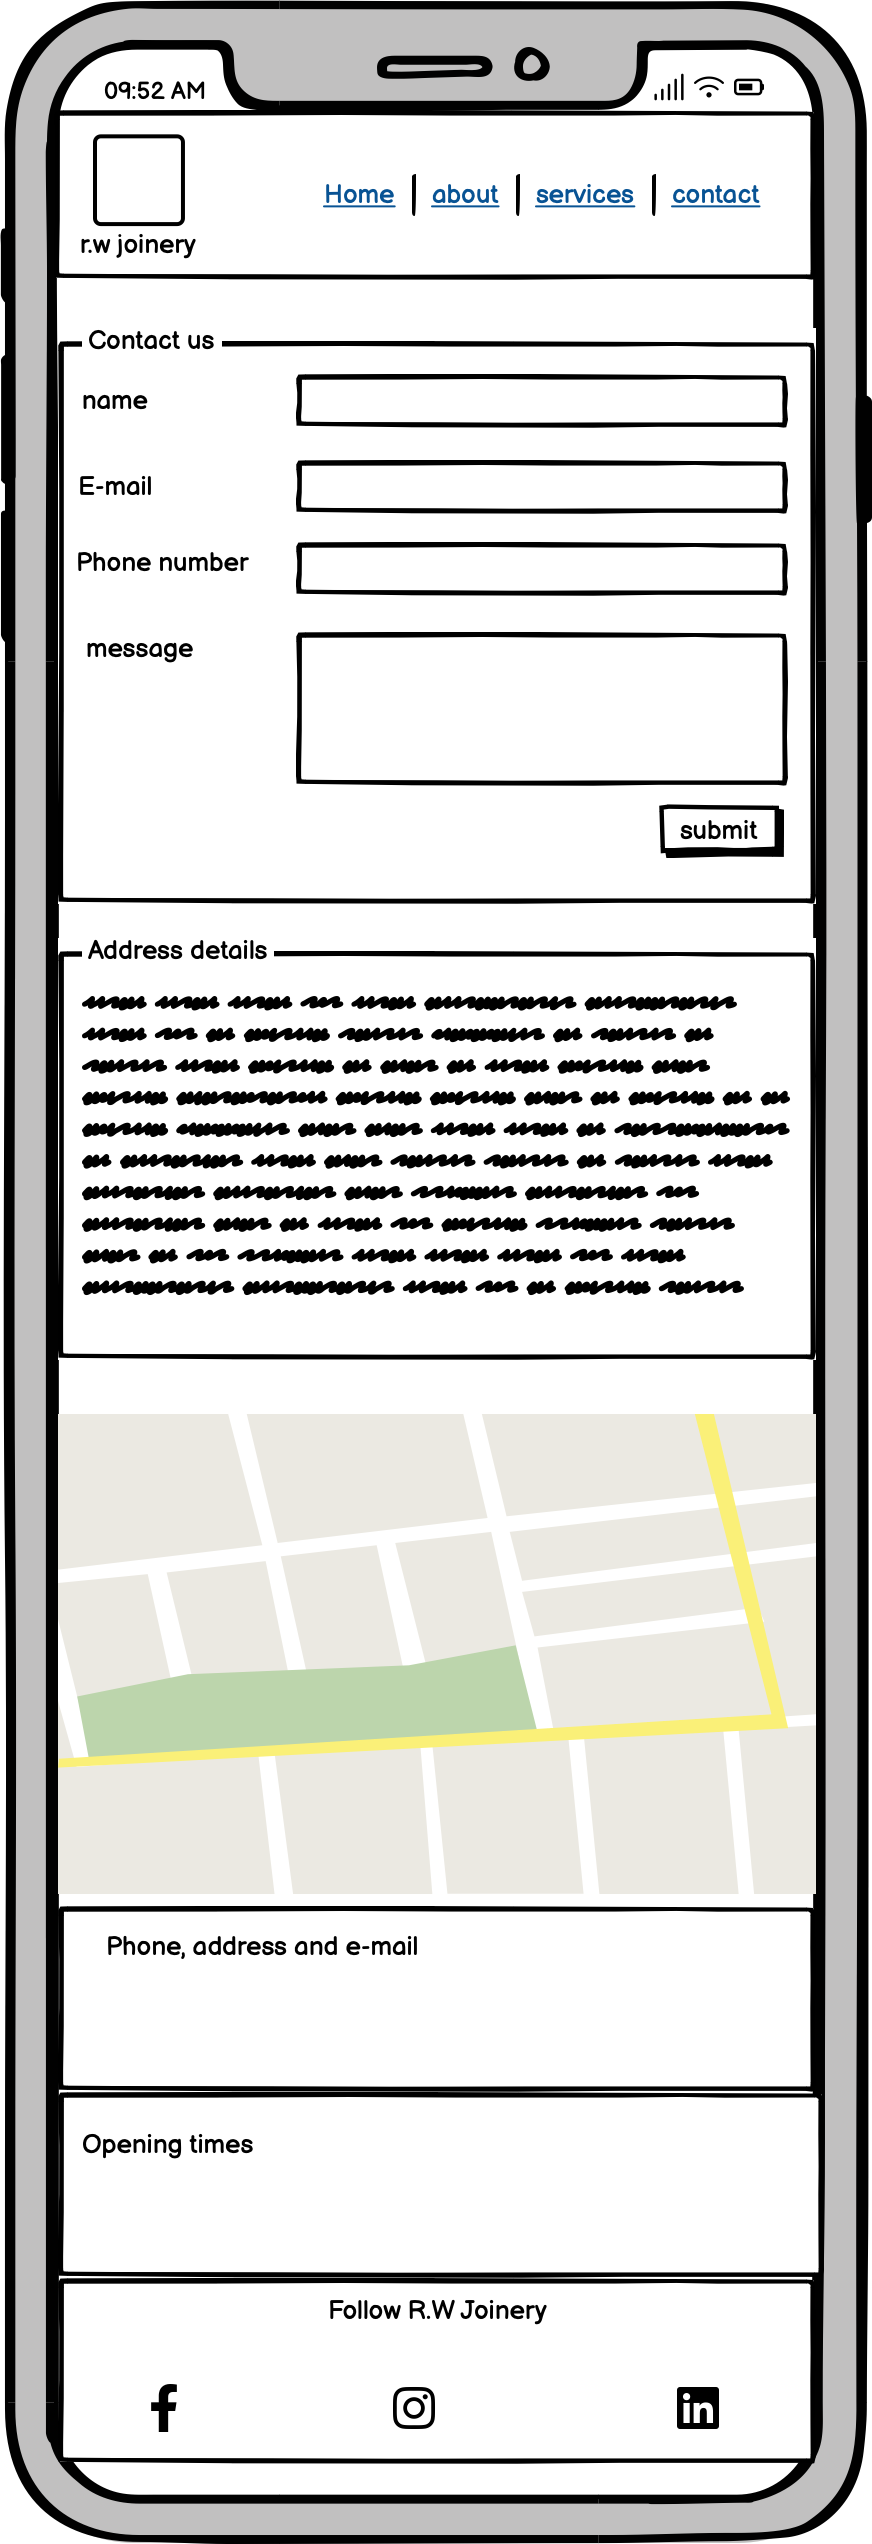 09:52 AM
r.w joinery
Home about services contact
Contact us
name
E-mail
Phone number
message
submit
Address details
Phone, address and e-mail
Opening times
Follow R.W Joinery